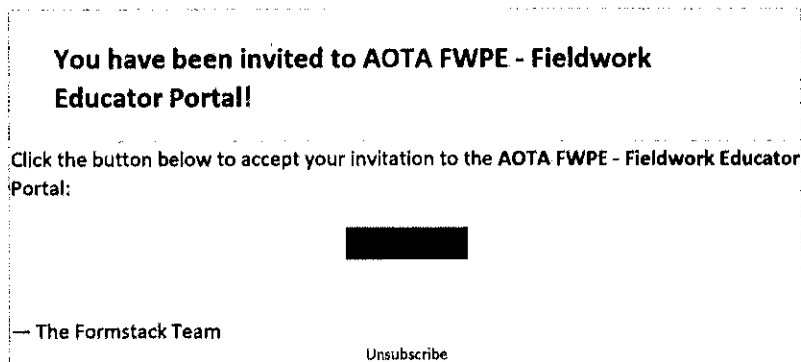 You have been invited to AOTA FWPE - Fieldwork
Educator Portal!
Click the button below to accept your invitation to the AOTA FWPE - Fieldwork Educator
Portal:
— The Formstack Team
Unsubscribe